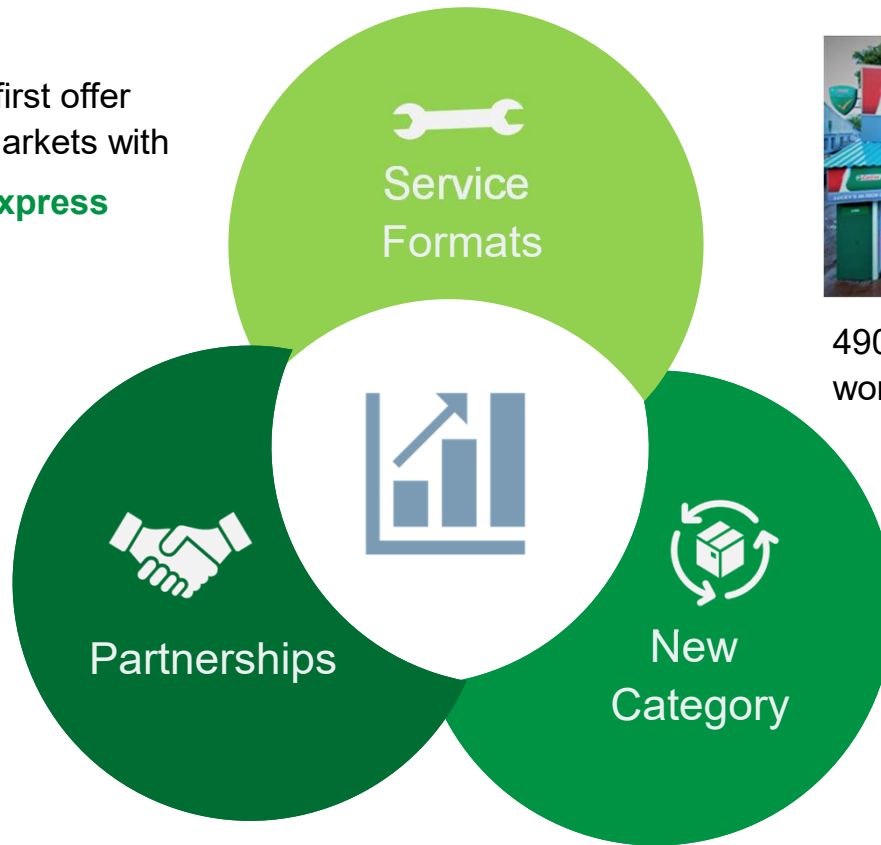 first offer
arkets with
xpress
Service
Formats
490
wor
Partnerships
New
Category